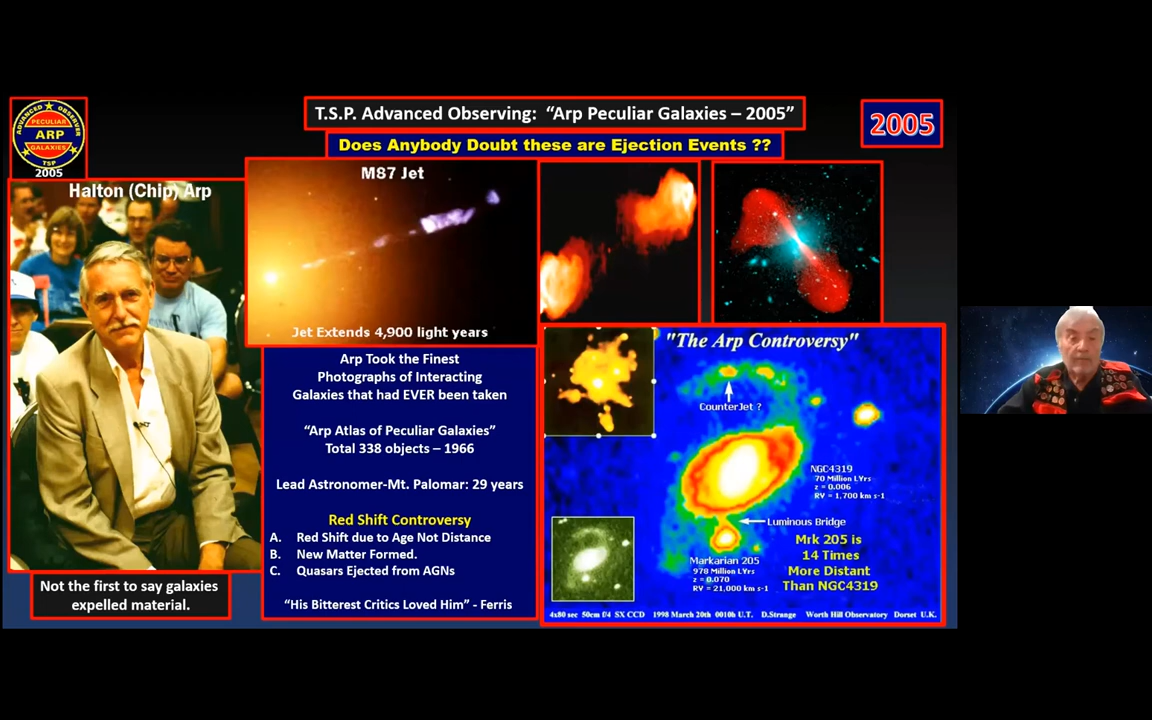 T.S.P. Advanced Observing: “Arp Peculiar Galaxies – 2005”
2005
Does Anybody Doubt these are Ejection Events ??
ADVANCED OBSERVER
PECULIAR
ARP
GALAXIES
TSP
2005
Halton (Chip) Arp
Not the first to say galaxies
expelled material.
M87 Jet
Jet Extends 4,900 light years
Arp Took the Finest
Photographs of Interacting
Galaxies that had EVER been taken
“Arp Atlas of Peculiar Galaxies”
Total 338 objects – 1966
Lead Astronomer-Mt. Palomar: 29 years
Red Shift Controversy
A. Red Shift due to Age Not Distance
B. New Matter Formed.
C. Quasars Ejected from AGNs
“His Bitterest Critics Loved Him” - Ferris
"The Arp Controversy"
CounterJet ?
NGC4319
70 Million LYrs
z = 0.006
RV = 1,700 km s-1
Luminous Bridge
Markarian 205
978 Million LYrs
z = 0.070
RV = 21,000 km s-1
Mrk 205 is
14 Times
More Distant
Than NGC4319
4x80 sec 50cm f/4 SX CCD 1998 March 20th 0010h U.T. D.Strange Worth Hill Observatory Dorset U.K.